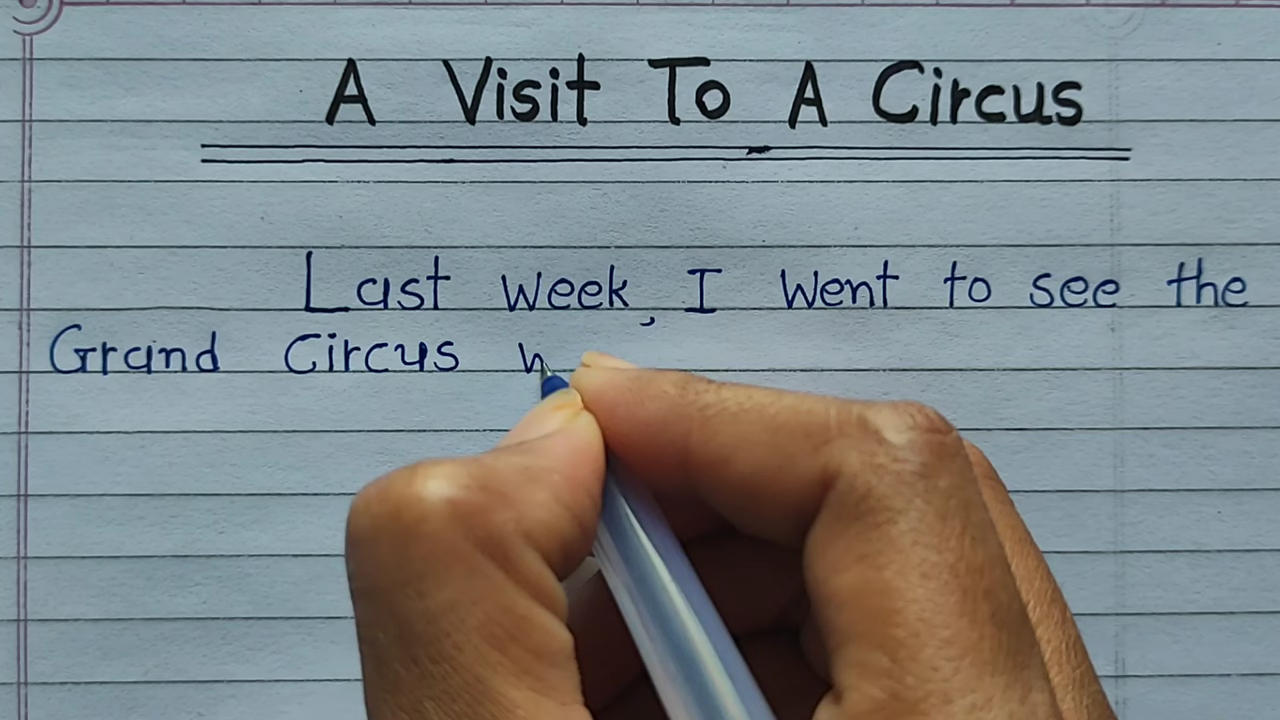 A Visit To A Circus
Last week, I went to see the
Grand Circus